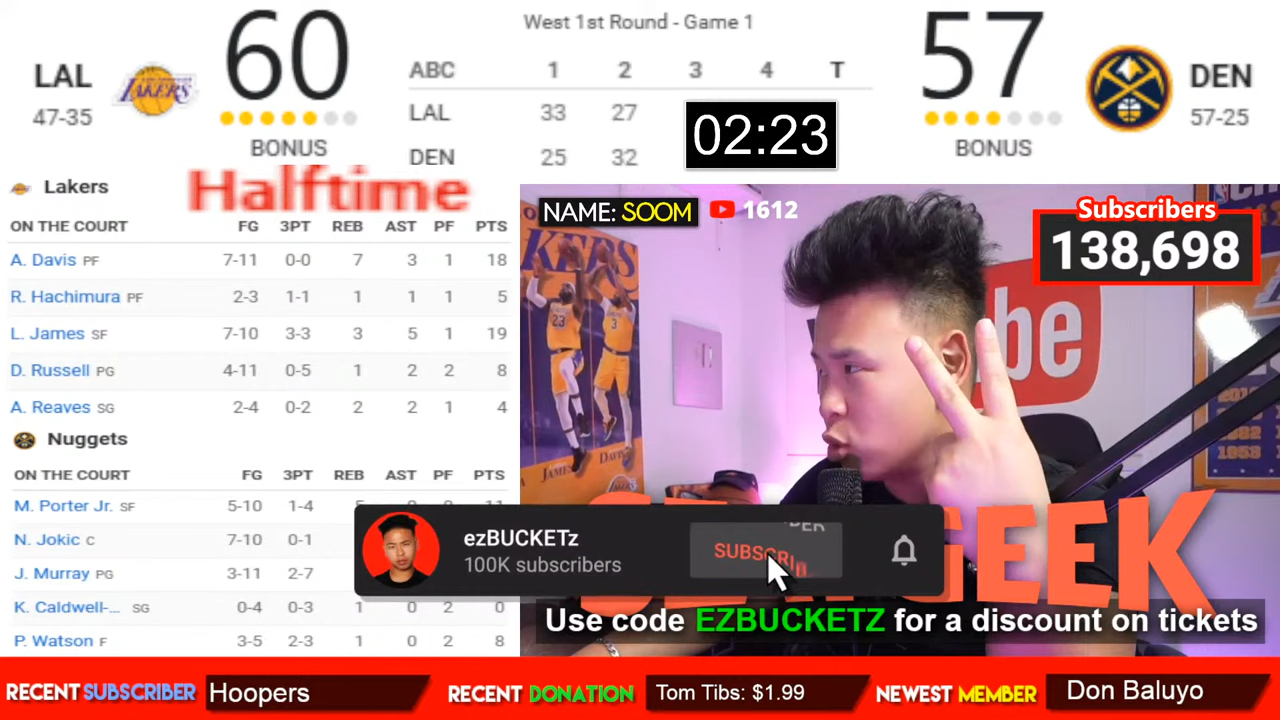 West 1st Round - Game 1
LAL 60 57 DEN
47-35 57-25
LAKERS
BONUS BONUS
ABC 1 2 3 4 T
LAL 33 27
DEN 25 32
02:23
Halftime
Lakers
ON THE COURT FG 3PT REB AST PF PTS
A. Davis PF 7-11 0-0 7 3 1 18
R. Hachimura PF 2-3 1-1 1 1 1 5
L. James SF 7-10 3-3 3 5 1 19
D. Russell PG 4-11 0-5 1 2 2 8
A. Reaves SG 2-4 0-2 2 2 1 4
Nuggets
ON THE COURT FG 3PT REB AST PF PTS
M. Porter Jr. SF 5-10 1-4
N. Jokic C 7-10 0-1
J. Murray PG 3-11 2-7
K. Caldwell-... SG 0-4 0-3 1 0 2 0
P. Watson F 3-5 2-3 1 0 2 8
NAME: SOOM 1612
Subscribers
138,698
KERS
23
3
JAMES DAVIS
be
GEEK
ezBUCKETz
100K subscribers
Use code EZBUCKETZ for a discount on tickets
RECENT SUBSCRIBER Hoopers
RECENT DONATION Tom Tibs: $1.99
NEWEST MEMBER Don Baluyo